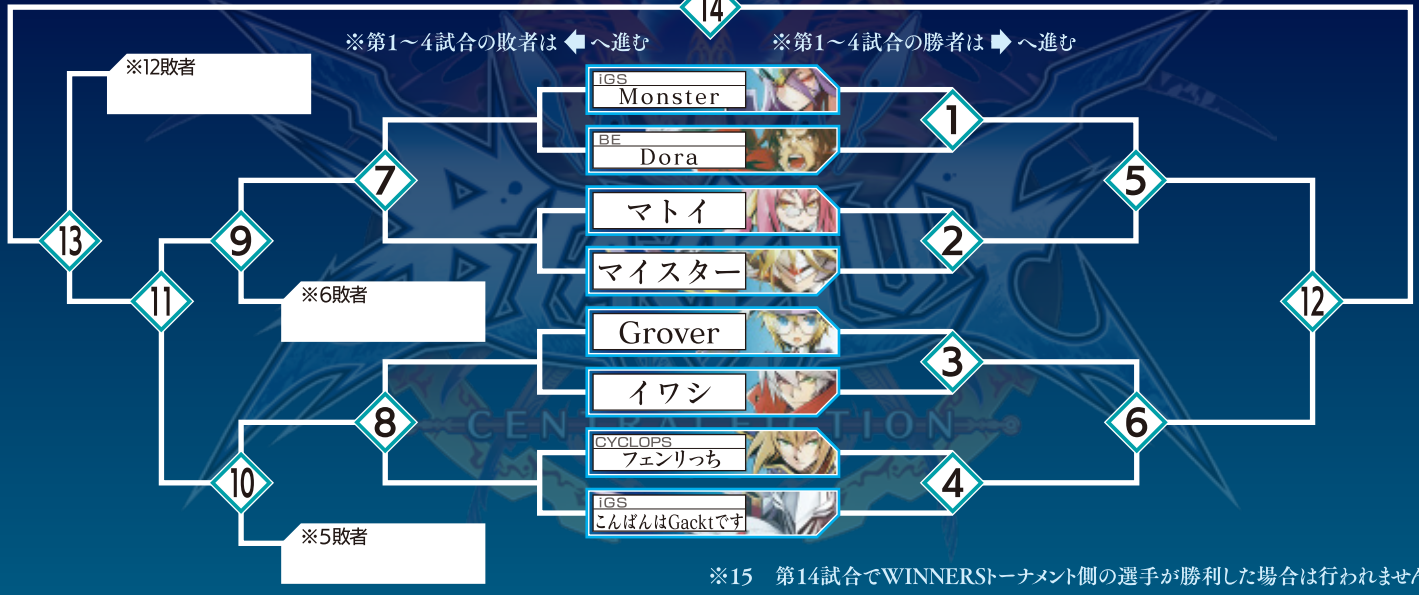 14
※第1～4試合の敗者は⬅へ進む
※第1～4試合の勝者は➡へ進む
※12敗者
iGS
Monster
1
BE
Dora
7
5
マトイ
13
9
2
マイスター
※6敗者
11
12
Grover
3
イワシ
8
6
CYCLOPS
フェンりっち
10
4
iGS
こんばんはGacktです
※5敗者
※15 第14試合でWINNERSトーナメント側の選手が勝利した場合は行われません